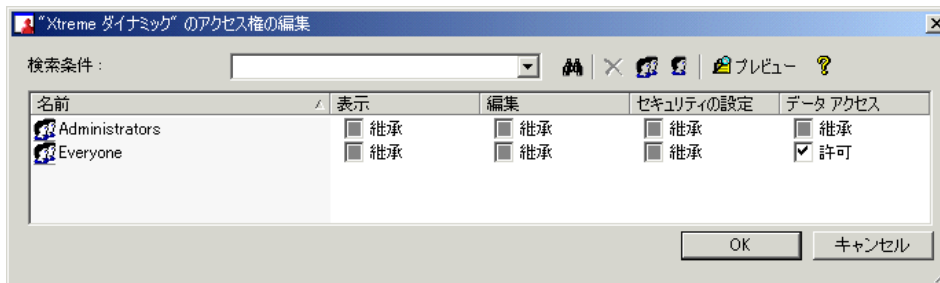 "Xtreme ダイナミック" のアクセス権の編集
検索条件： プレビュー
名前 表示 編集 セキュリティの設定 データ アクセス
Administrators 継承 継承 継承 継承
Everyone 継承 継承 継承 許可
OK キャンセル